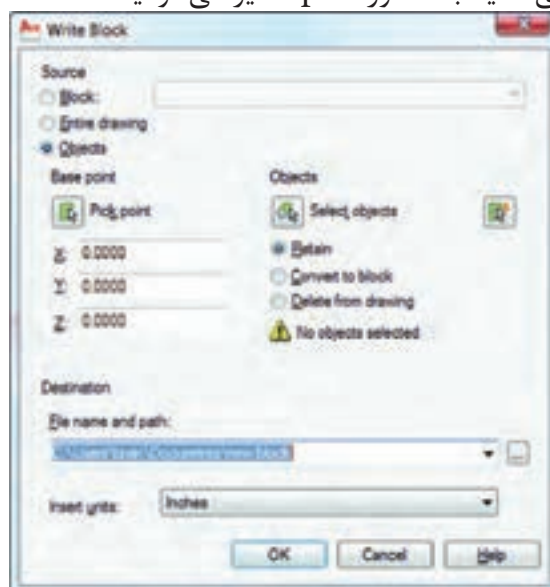 Write Block
Source
Block:
Entire drawing
Objects
Base point
Objects
Pick point
Select objects
X: 0.0000
Retain
Y: 0.0000
Convert to block
Z: 0.0000
Delete from drawing
No objects selected
Destination
File name and path:
Insert units:
Inches
OK
Cancel
Help